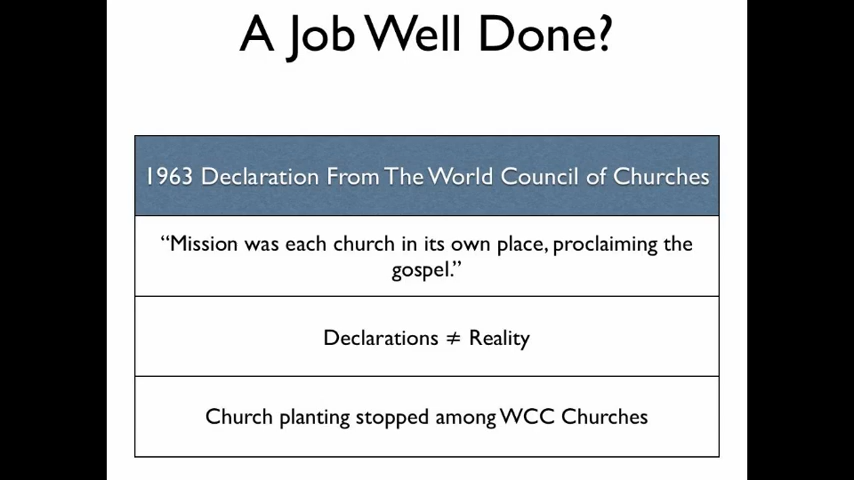 A Job Well Done?
1963 Declaration From The World Council of Churches
“Mission was each church in its own place, proclaiming the
gospel.”
Declarations ≠ Reality
Church planting stopped among WCC Churches